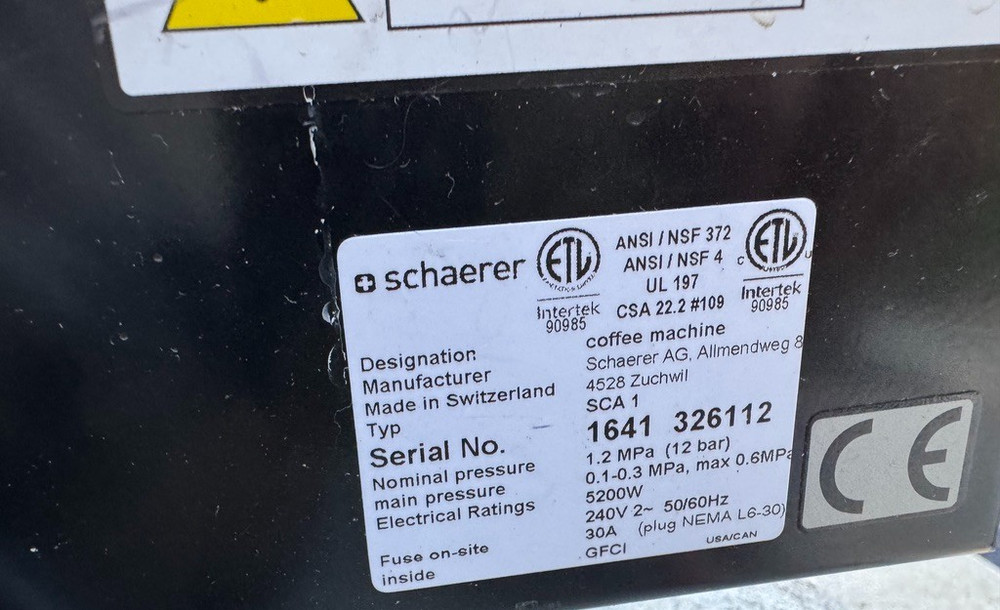 schaerer
ETL
Intertek
90985
ANSI / NSF 372
ANSI / NSF 4
UL 197
CSA 22.2 #109
ETL
C
Intertek
90985
Designation coffee machine
Manufacturer Schaerer AG, Allmendweg 8
4528 Zuchwil
Made in Switzerland
Typ SCA 1
Serial No. 1641 326112
Nominal pressure 1.2 MPa (12 bar)
main pressure 0.1-0.3 MPa, max 0.6MPa
Electrical Ratings 5200W
240V 2~ 50/60Hz
Fuse on-site 30A (plug NEMA L6-30)
inside GFCI
USA/CAN
CE